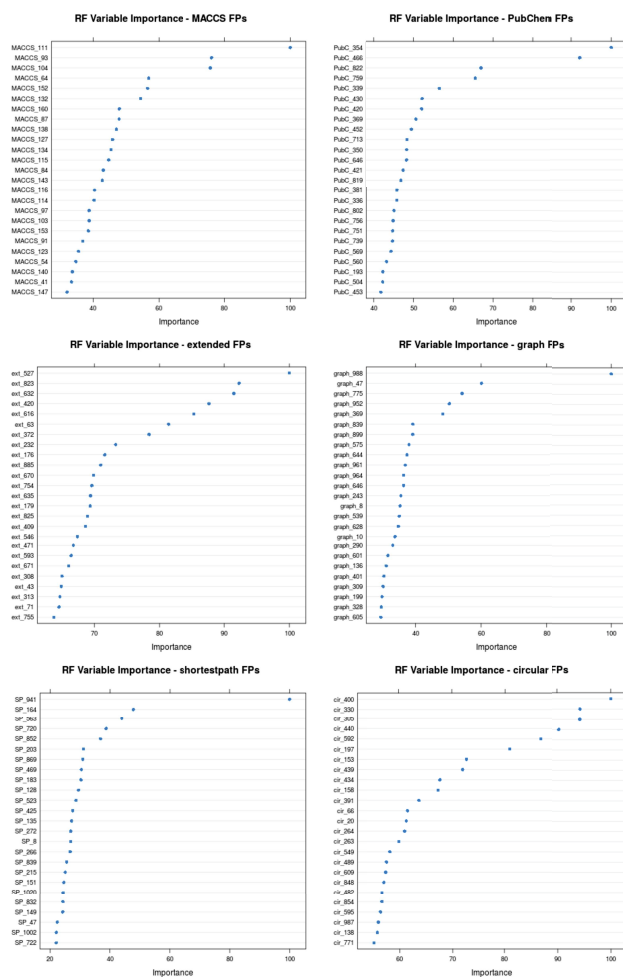 RF Variable Importance - MACCS FPs
MACCS_111
MACCS_93
MACCS_104
MACCS_64
MACCS_152
MACCS_132
MACCS_160
MACCS_87
MACCS_138
MACCS_127
MACCS_134
MACCS_115
MACCS_84
MACCS_143
MACCS_116
MACCS_114
MACCS_97
MACCS_103
MACCS_153
MACCS_91
MACCS_123
MACCS_54
MACCS_140
MACCS_41
MACCS_147
40 60 80 100
Importance
RF Variable Importance - PubChem FPs
PubC_354
PubC_466
PubC_822
PubC_759
PubC_339
PubC_430
PubC_420
PubC_369
PubC_452
PubC_713
PubC_350
PubC_646
PubC_421
PubC_819
PubC_381
PubC_336
PubC_802
PubC_756
PubC_751
PubC_739
PubC_569
PubC_560
PubC_193
PubC_504
PubC_453
40 50 60 70 80 90 100
Importance
RF Variable Importance - extended FPs
ext_527
ext_823
ext_632
ext_420
ext_616
ext_63
ext_372
ext_232
ext_176
ext_885
ext_670
ext_754
ext_635
ext_179
ext_825
ext_409
ext_546
ext_471
ext_593
ext_671
ext_308
ext_43
ext_313
ext_71
ext_755
70 80 90 100
Importance
RF Variable Importance - graph FPs
graph_988
graph_47
graph_775
graph_952
graph_369
graph_839
graph_899
graph_575
graph_644
graph_961
graph_964
graph_646
graph_243
graph_8
graph_539
graph_628
graph_10
graph_290
graph_601
graph_136
graph_401
graph_309
graph_199
graph_328
graph_605
40 60 80 100
Importance
RF Variable Importance - shortestpath FPs
SP_941
SP_164
SP_563
SP_720
SP_852
SP_203
SP_869
SP_469
SP_183
SP_128
SP_523
SP_425
SP_135
SP_272
SP_8
SP_266
SP_839
SP_215
SP_151
SP_1020
SP_832
SP_149
SP_47
SP_1002
SP_722
20 40 60 80 100
Importance
RF Variable Importance - circular FPs
cir_400
cir_330
cir_305
cir_440
cir_592
cir_197
cir_153
cir_439
cir_434
cir_158
cir_391
cir_66
cir_20
cir_264
cir_263
cir_549
cir_489
cir_609
cir_848
cir_482
cir_854
cir_595
cir_987
cir_138
cir_771
60 70 80 90 100
Importance